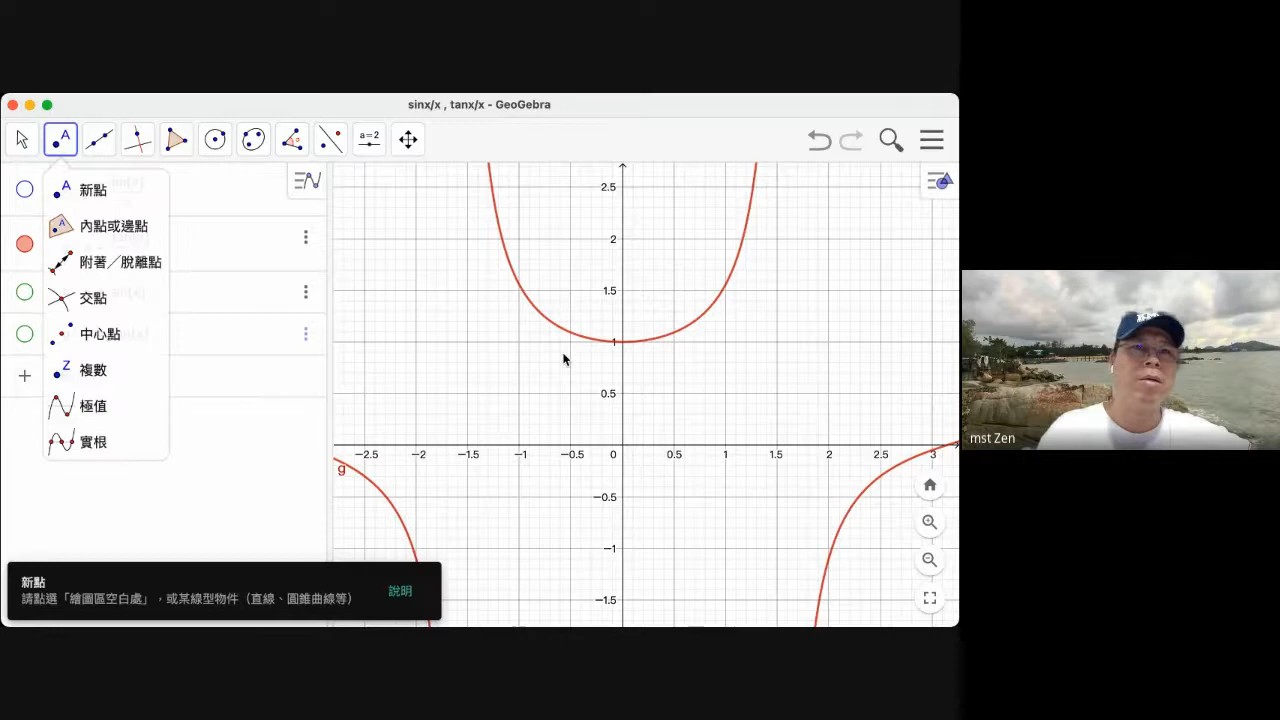 sinx/x , tanx/x - GeoGebra
A
a=2
A 新點
A 內點或邊點
附著／脫離點
交點
中心點
Z 複數
極值
實根
+
2.5
2
1.5
1
0.5
−2.5 −2 −1.5 −1 −0.5 0 0.5 1 1.5 2 2.5 3
g
−0.5
−1
−1.5
新點
請點選「繪圖區空白處」，或某線型物件（直線、圓錐曲線等）
說明
mst Zen